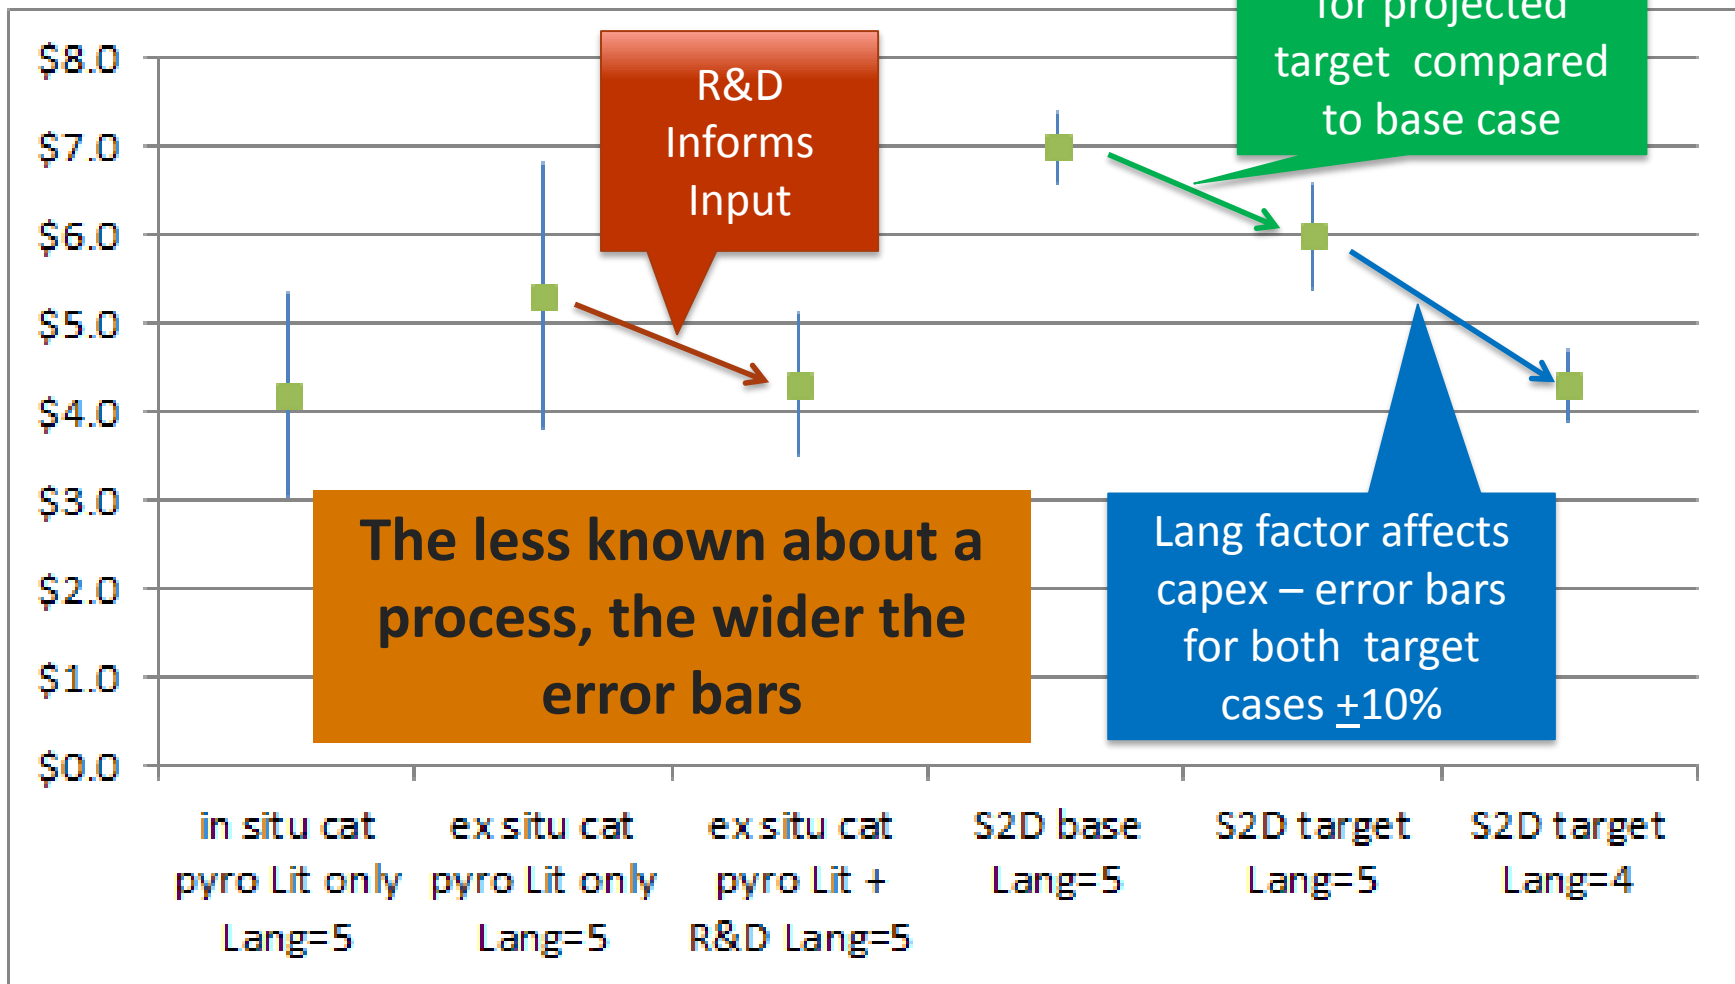 for projected
target compared
to base case
R&D
Informs
Input
$8.0
$7.0
$6.0
$5.0
$4.0
$3.0
$2.0
$1.0
$0.0
The less known about a
process, the wider the
error bars
Lang factor affects
capex – error bars
for both target
cases ±10%
in situ cat
pyro Lit only
Lang=5
ex situ cat
pyro Lit only
Lang=5
ex situ cat
pyro Lit +
R&D Lang=5
S2D base
Lang=5
S2D target
Lang=5
S2D target
Lang=4